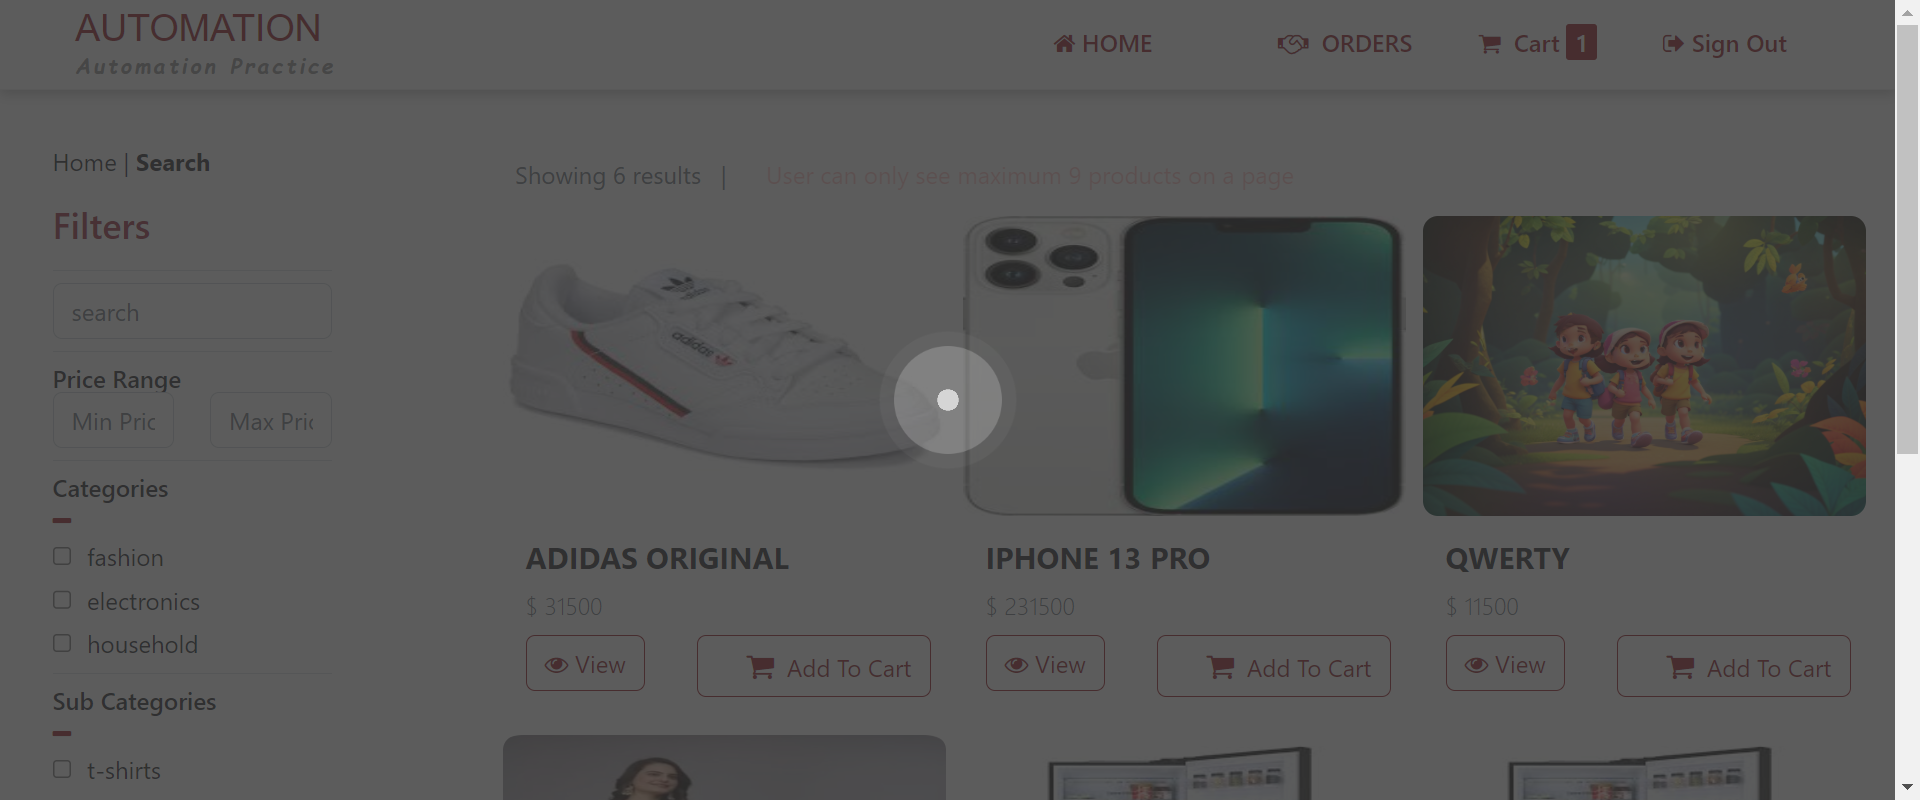 AUTOMATION
Automation Practice
HOME
ORDERS
Cart 1
Sign Out
Home | Search
Showing 6 results |
User can only see maximum 9 products on a page
Filters
search
Price Range
Min Pric
Max Pric
Categories
fashion
electronics
household
Sub Categories
t-shirts
adidas
ADIDAS ORIGINAL
$ 31500
View
Add To Cart
IPHONE 13 PRO
$ 231500
View
Add To Cart
QWERTY
$ 11500
View
Add To Cart